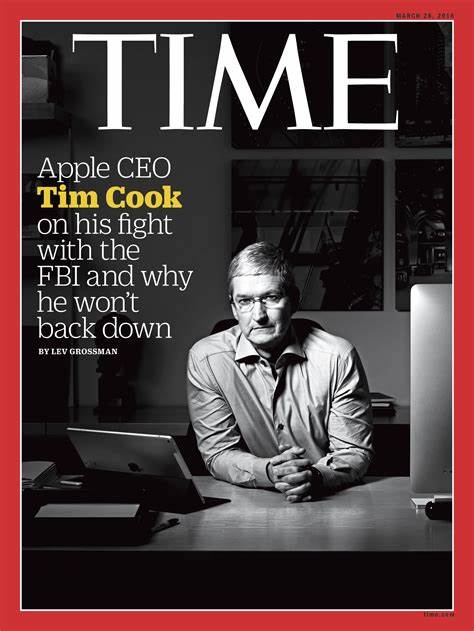 MARCH 28, 2016
TIME
Apple CEO
Tim Cook
on his fight
with the
FBI and why
he won't
back down
BY LEV GROSSMAN
time.com